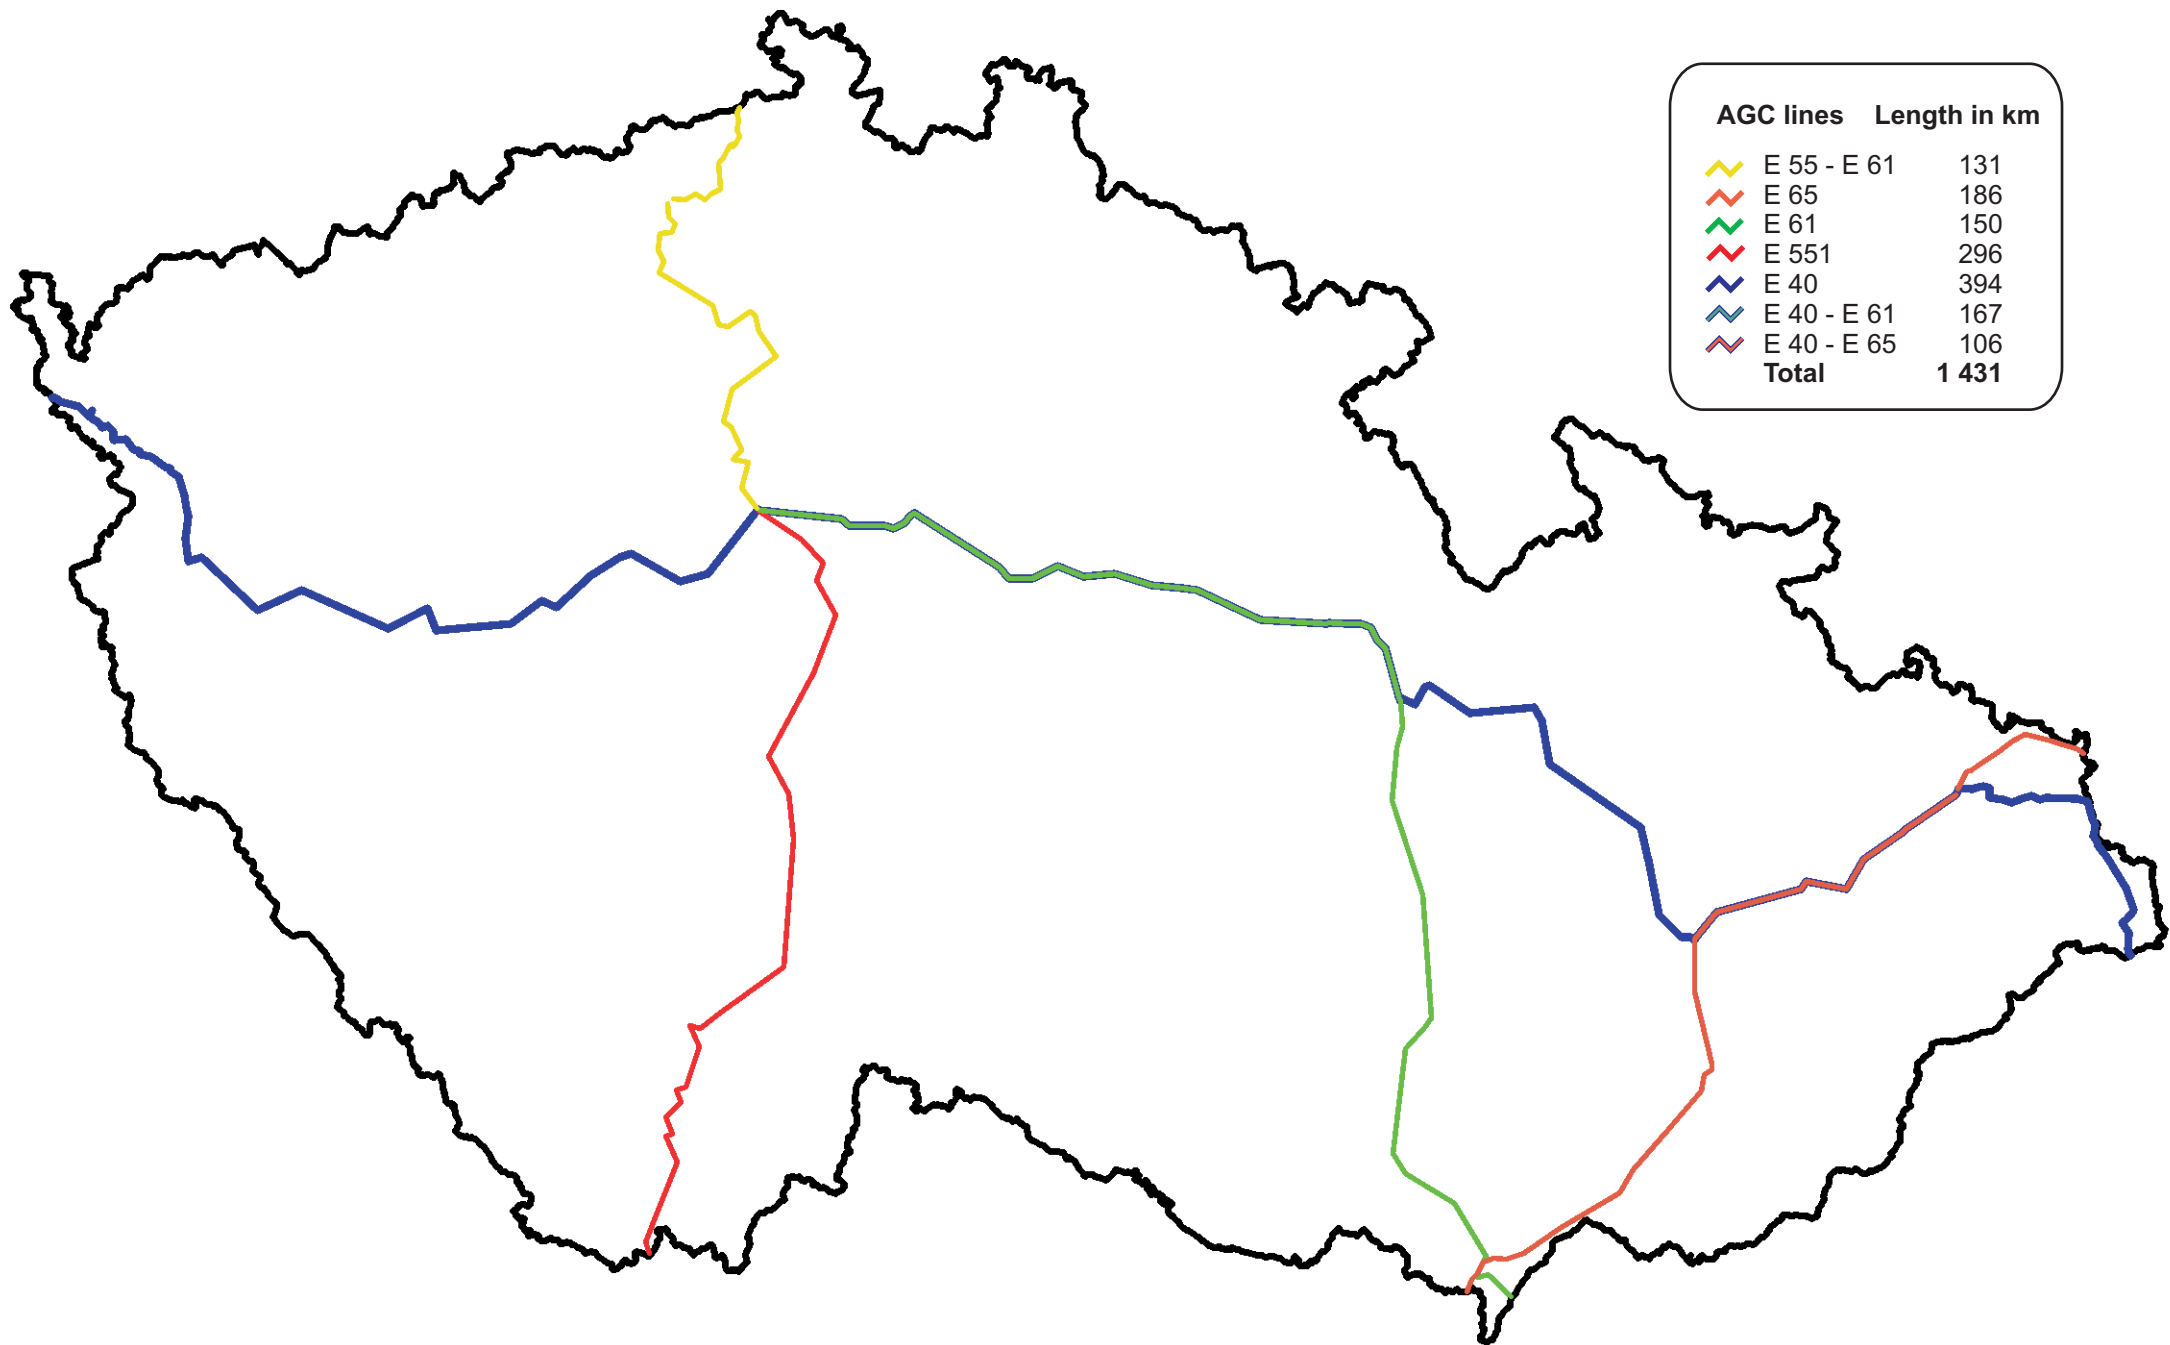 AGC lines Length in km
E 55 - E 61 131
E 65 186
E 61 150
E 551 296
E 40 394
E 40 - E 61 167
E 40 - E 65 106
Total 1 431